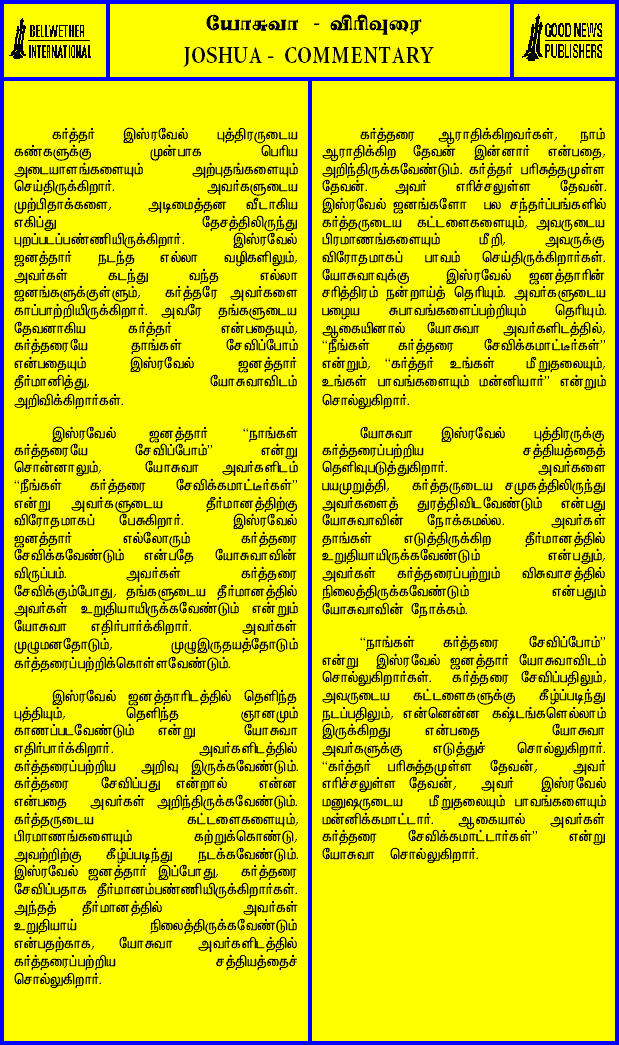 BELLWETHER
INTERNATIONAL
யோசுவா - விரிவுரை
JOSHUA - COMMENTARY
GOOD NEWS
PUBLISHERS
கர்த்தர் இஸ்ரவேல் புத்திரருடைய
கண்களுக்கு முன்பாக பெரிய
அடையாளங்களையும் அற்புதங்களையும்
செய்திருக்கிறார். அவர்களுடைய
முற்பிதாக்களை, அடிமைத்தன வீடாகிய
எகிப்து தேசத்திலிருந்து
புறப்படப்பண்ணியிருக்கிறார். இஸ்ரவேல்
ஜனத்தார் நடந்த எல்லா வழிகளிலும்,
அவர்கள் கடந்து வந்த எல்லா
ஜனங்களுக்குள்ளும், கர்த்தரே அவர்களை
காப்பாற்றியிருக்கிறார். அவரே தங்களுடைய
தேவனாகிய கர்த்தர் என்பதையும்,
கர்த்தரையே தாங்கள் சேவிப்போம்
என்பதையும் இஸ்ரவேல் ஜனத்தார்
தீர்மானித்து, யோசுவாவிடம்
அறிவிக்கிறார்கள்.
இஸ்ரவேல் ஜனத்தார் “நாங்கள்
கர்த்தரையே சேவிப்போம்” என்று
சொன்னாலும், யோசுவா அவர்களிடம்
“நீங்கள் கர்த்தரை சேவிக்கமாட்டீர்கள்”
என்று அவர்களுடைய தீர்மானத்திற்கு
விரோதமாகப் பேசுகிறார். இஸ்ரவேல்
ஜனத்தார் எல்லோரும் கர்த்தரை
சேவிக்கவேண்டும் என்பதே யோசுவாவின்
விருப்பம். அவர்கள் கர்த்தரை
சேவிக்கும்போது, தங்களுடைய தீர்மானத்தில்
அவர்கள் உறுதியாயிருக்கவேண்டும் என்றும்
யோசுவா எதிர்பார்க்கிறார். அவர்கள்
முழுமனதோடும், முழுஇருதயத்தோடும்
கர்த்தரைப்பற்றிக்கொள்ளவேண்டும்.
இஸ்ரவேல் ஜனத்தாரிடத்தில் தெளிந்த
புத்தியும், தெளிந்த ஞானமும்
காணப்படவேண்டும் என்று யோசுவா
எதிர்பார்க்கிறார். அவர்களிடத்தில்
கர்த்தரைப்பற்றிய அறிவு இருக்கவேண்டும்.
கர்த்தரை சேவிப்பது என்றால் என்ன
என்பதை அவர்கள் அறிந்திருக்கவேண்டும்.
கர்த்தருடைய கட்டளைகளையும்,
பிரமாணங்களையும் கற்றுக்கொண்டு,
அவற்றிற்கு கீழ்ப்படிந்து நடக்கவேண்டும்.
இஸ்ரவேல் ஜனத்தார் இப்போது, கர்த்தரை
சேவிப்பதாக தீர்மானம்பண்ணியிருக்கிறார்கள்.
அந்தத் தீர்மானத்தில் அவர்கள்
உறுதியாய் நிலைத்திருக்கவேண்டும்
என்பதற்காக, யோசுவா அவர்களிடத்தில்
கர்த்தரைப்பற்றிய சத்தியத்தைச்
சொல்லுகிறார்.
கர்த்தரை ஆராதிக்கிறவர்கள், நாம்
ஆராதிக்கிற தேவன் இன்னார் என்பதை,
அறிந்திருக்கவேண்டும். கர்த்தர் பரிசுத்தமுள்ள
தேவன். அவர் எரிச்சலுள்ள தேவன்.
இஸ்ரவேல் ஜனங்களோ பல சந்தர்ப்பங்களில்
கர்த்தருடைய கட்டளைகளையும், அவருடைய
பிரமாணங்களையும் மீறி, அவருக்கு
விரோதமாகப் பாவம் செய்திருக்கிறார்கள்.
யோசுவாவுக்கு இஸ்ரவேல் ஜனத்தாரின்
சரித்திரம் நன்றாய்த் தெரியும். அவர்களுடைய
பழைய சுபாவங்களைப்பற்றியும் தெரியும்.
ஆகையினால் யோசுவா அவர்களிடத்தில்,
“நீங்கள் கர்த்தரை சேவிக்கமாட்டீர்கள்”
என்றும், “கர்த்தர் உங்கள் மீறுதலையும்,
உங்கள் பாவங்களையும் மன்னியார்” என்றும்
சொல்லுகிறார்.
யோசுவா இஸ்ரவேல் புத்திரருக்கு
கர்த்தரைப்பற்றிய சத்தியத்தைத்
தெளிவுபடுத்துகிறார். அவர்களை
பயமுறுத்தி, கர்த்தருடைய சமுகத்திலிருந்து
அவர்களைத் துரத்திவிடவேண்டும் என்பது
யோசுவாவின் நோக்கமல்ல. அவர்கள்
தாங்கள் எடுத்திருக்கிற தீர்மானத்தில்
உறுதியாயிருக்கவேண்டும் என்பதும்,
அவர்கள் கர்த்தரைப்பற்றும் விசுவாசத்தில்
நிலைத்திருக்கவேண்டும் என்பதும்
யோசுவாவின் நோக்கம்.
“நாங்கள் கர்த்தரை சேவிப்போம்”
என்று இஸ்ரவேல் ஜனத்தார் யோசுவாவிடம்
சொல்லுகிறார்கள். கர்த்தரை சேவிப்பதிலும்,
அவருடைய கட்டளைகளுக்கு கீழ்ப்படிந்து
நடப்பதிலும், என்னென்ன கஷ்டங்களெல்லாம்
இருக்கிறது என்பதை யோசுவா
அவர்களுக்கு எடுத்துச் சொல்லுகிறார்.
“கர்த்தர் பரிசுத்தமுள்ள தேவன், அவர்
எரிச்சலுள்ள தேவன், அவர் இஸ்ரவேல்
மனுஷருடைய மீறுதலையும் பாவங்களையும்
மன்னிக்கமாட்டார். ஆகையால் அவர்கள்
கர்த்தரை சேவிக்கமாட்டார்கள்” என்று
யோசுவா சொல்லுகிறார்.